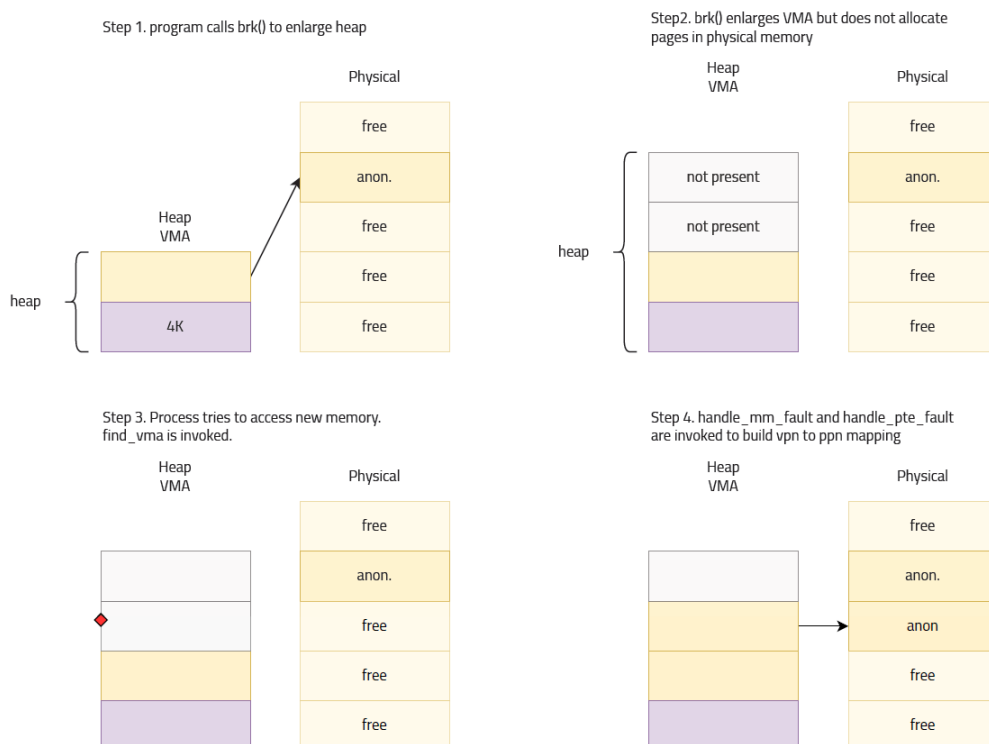 Step 1. program calls brk() to enlarge heap
Physical
free
anon.
free
free
free
Heap
VMA
4K
heap
Step2. brk() enlarges VMA but does not allocate
pages in physical memory
Heap
VMA
Physical
free
not present
anon.
not present
free
heap
free
free
Step 3. Process tries to access new memory.
find_vma is invoked.
Heap
VMA
Physical
free
anon.
free
free
free
Step 4. handle_mm_fault and handle_pte_fault
are invoked to build vpn to ppn mapping
Heap
VMA
Physical
free
anon.
anon
free
free